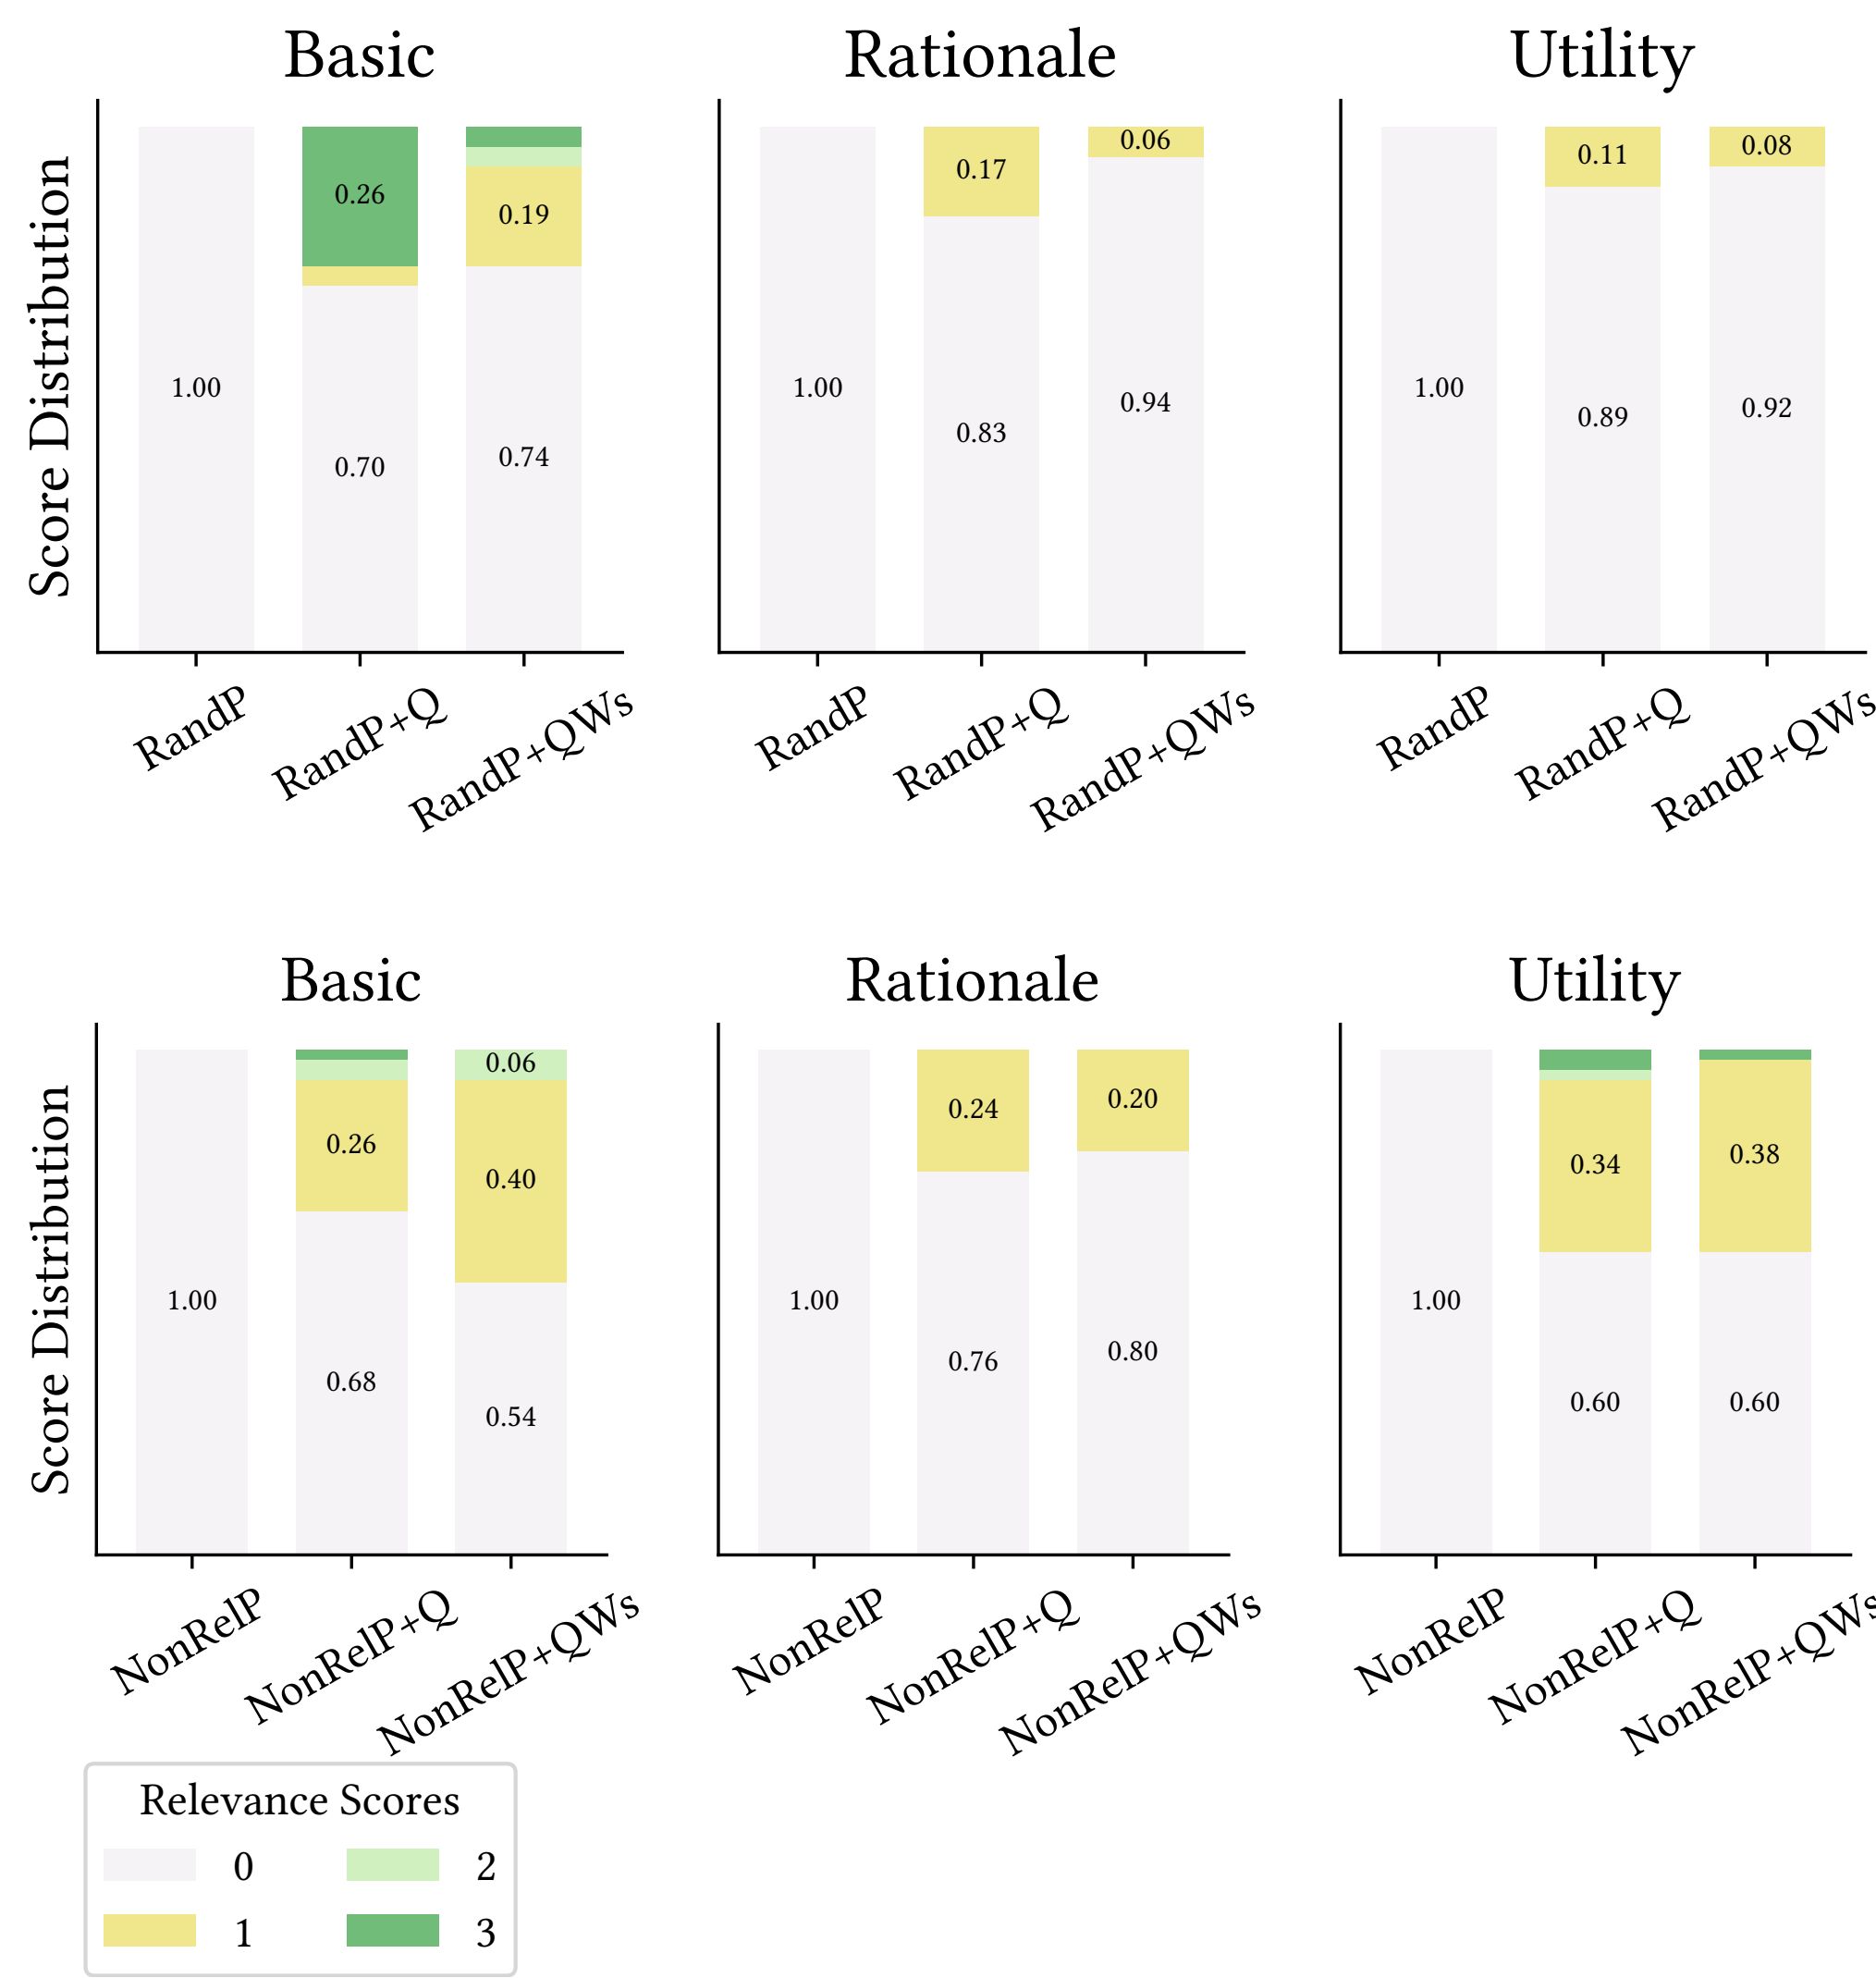 Basic
Rationale
Utility
Score Distribution
0.26
0.19
1.00
0.70
0.74
0.17
0.06
1.00
0.83
0.94
0.11
0.08
1.00
0.89
0.92
RandP
RandP+Q
RandP+QWs
RandP
RandP+Q
RandP+QWs
RandP
RandP+Q
RandP+QWs
Basic
Rationale
Utility
Score Distribution
0.06
0.26
0.40
1.00
0.68
0.54
0.24
0.20
1.00
0.76
0.80
0.34
0.38
1.00
0.60
0.60
NonRelP
NonRelP+Q
NonRelP+QWs
NonRelP
NonRelP+Q
NonRelP+QWs
NonRelP
NonRelP+Q
NonRelP+QWs
Relevance Scores
0
2
1
3